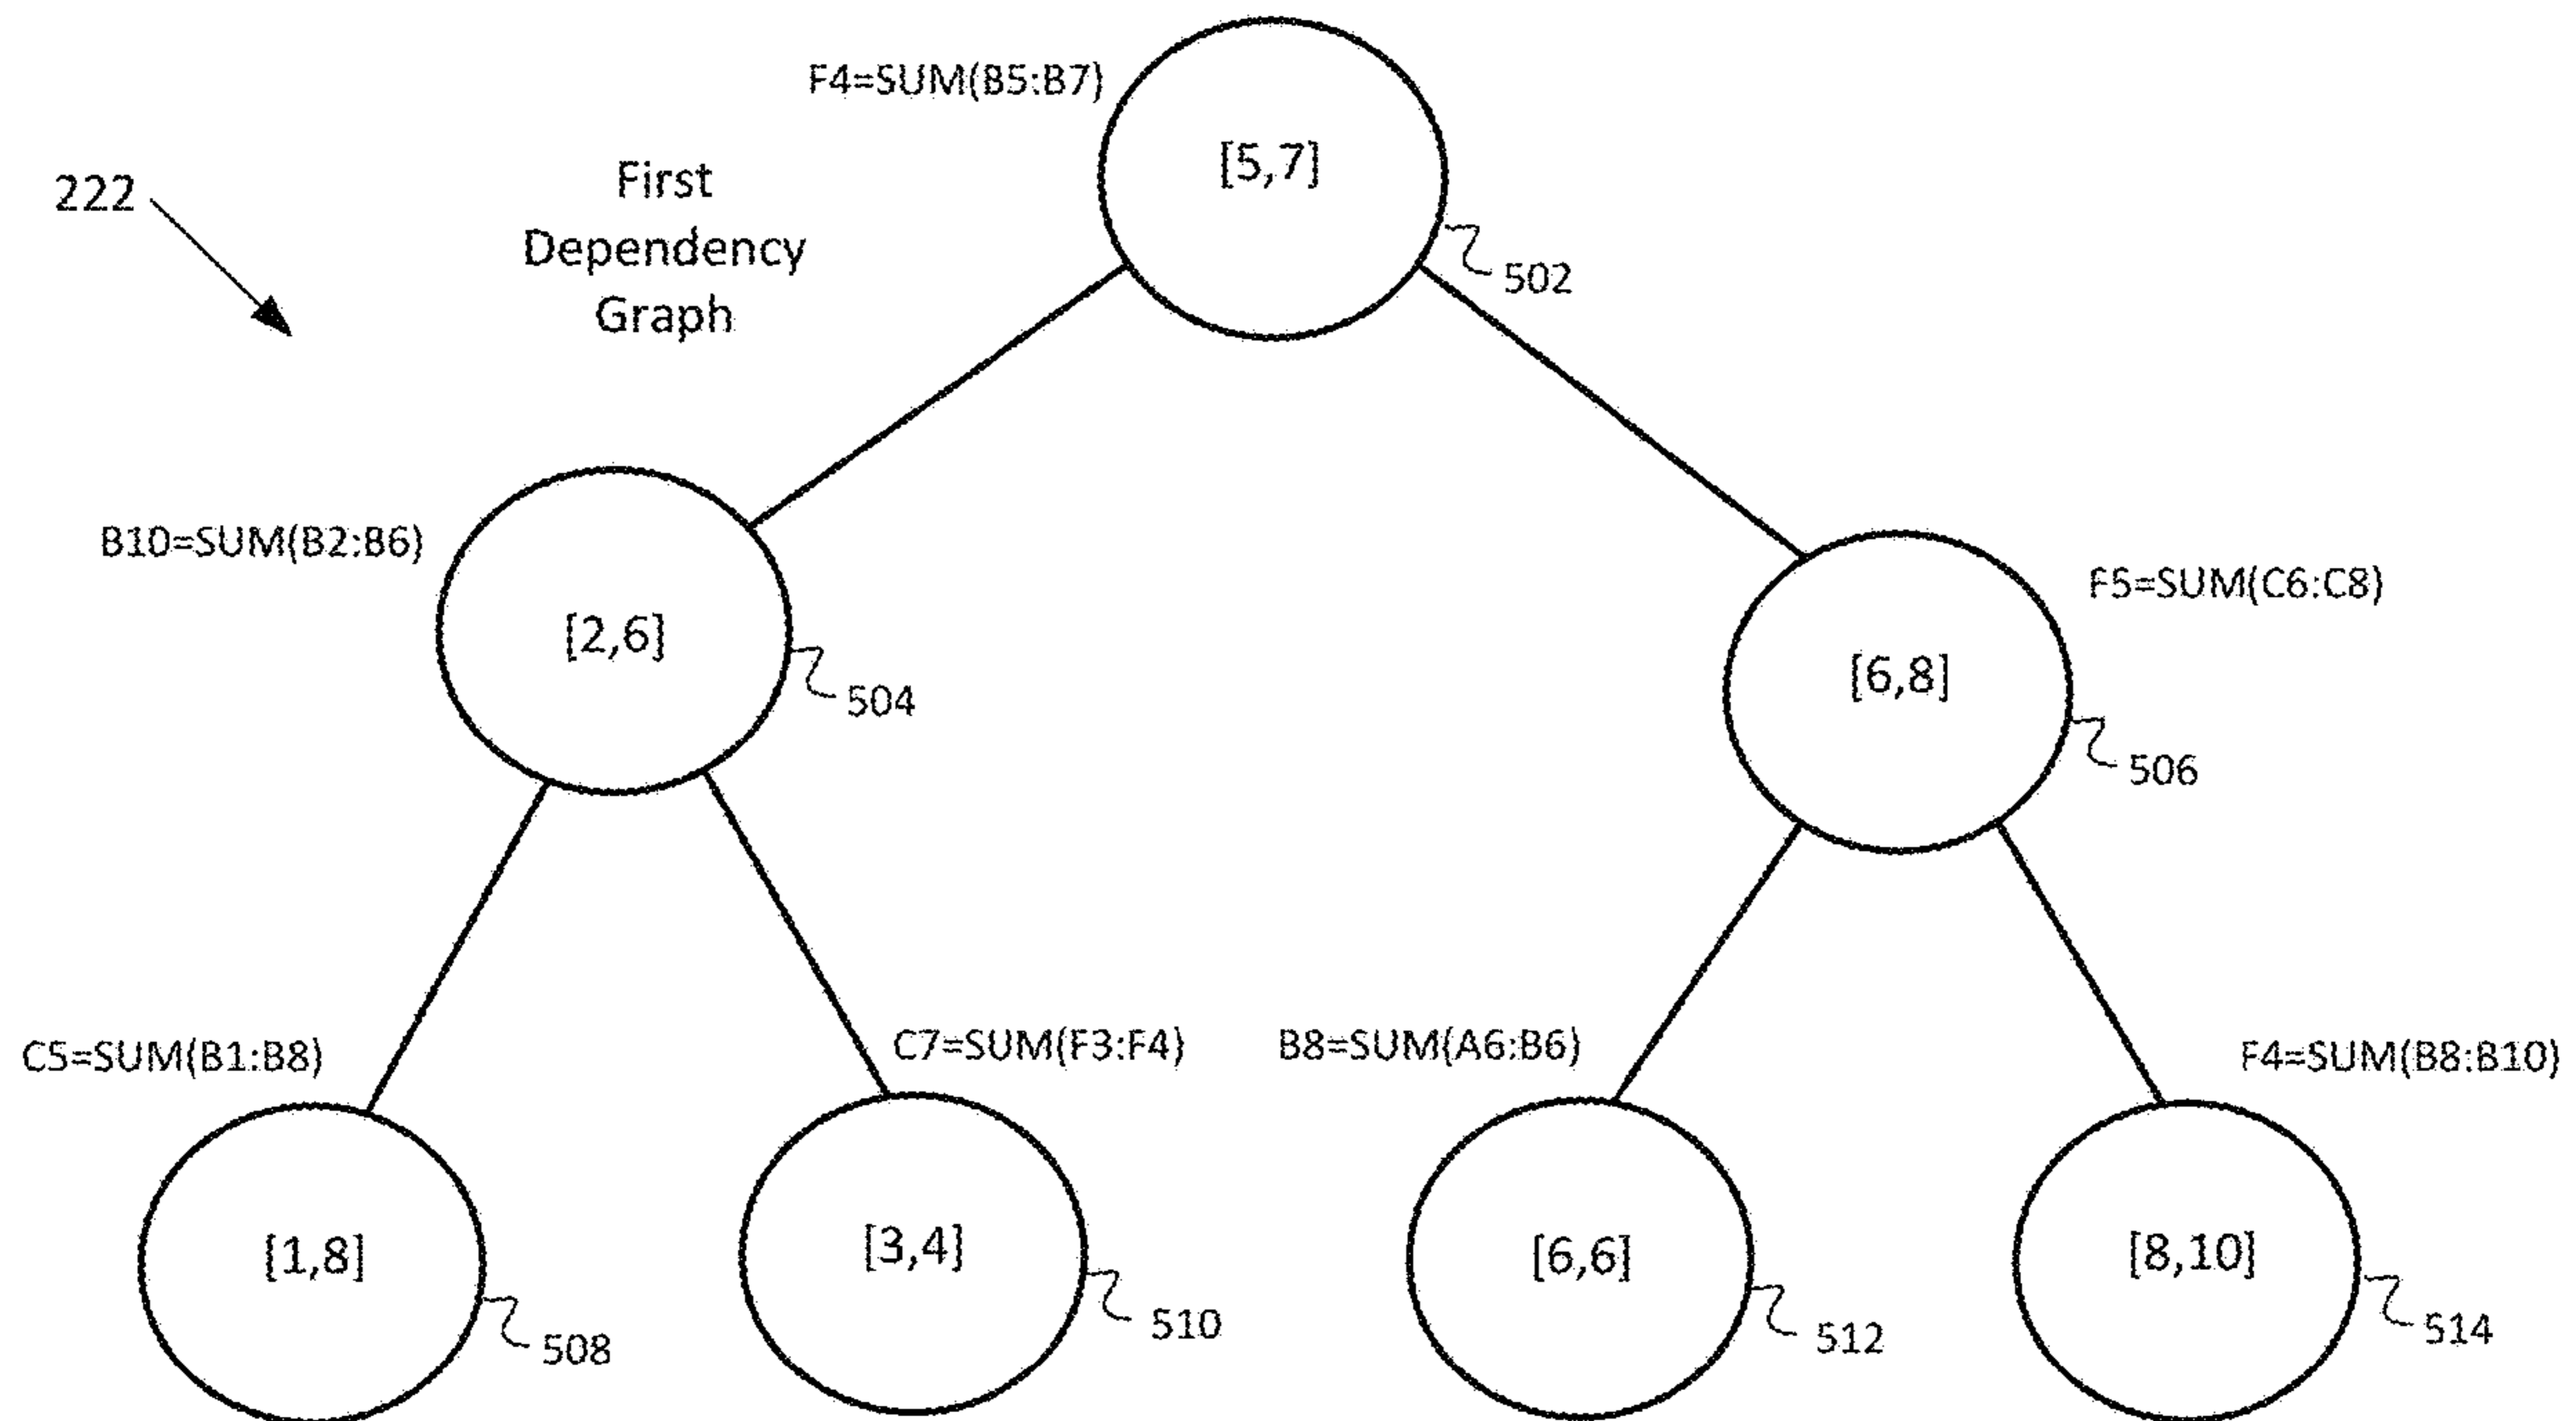 F4=SUM(B5:B7)
[5,7]
222
First
Dependency
Graph
502
B10=SUM(B2:B6)
[2,6]
504
F5=SUM(C6:C8)
[6,8]
506
C5=SUM(B1:B8)
[1,8]
508
C7=SUM(F3:F4)
[3,4]
510
B8=SUM(A6:B6)
[6,6]
512
F4=SUM(B8:B10)
[8,10]
514